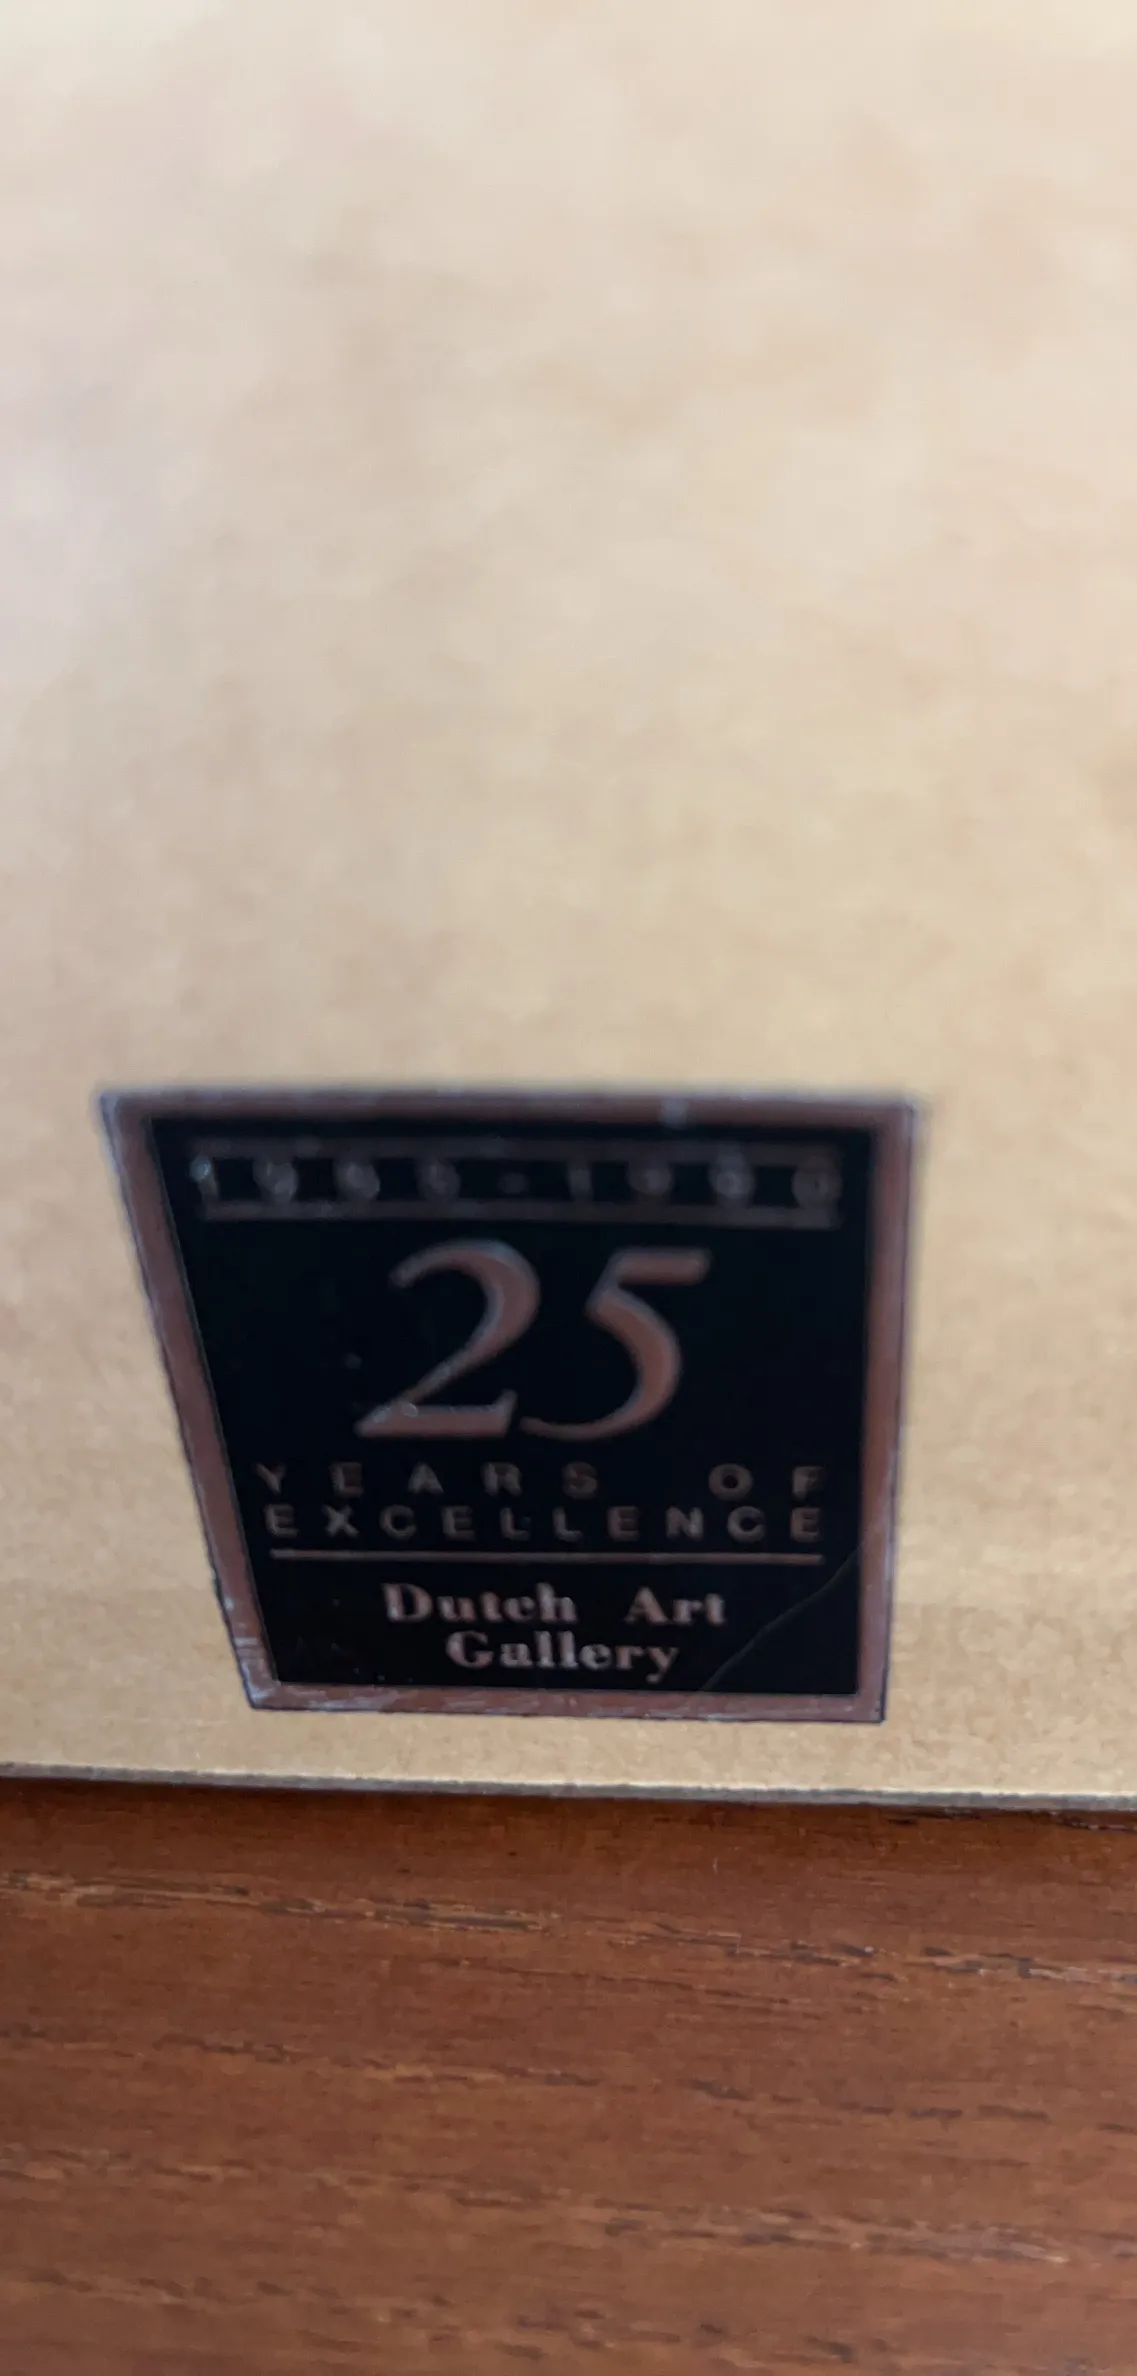 25
YEARS OF
EXCELLENCE
Dutch Art
Gallery